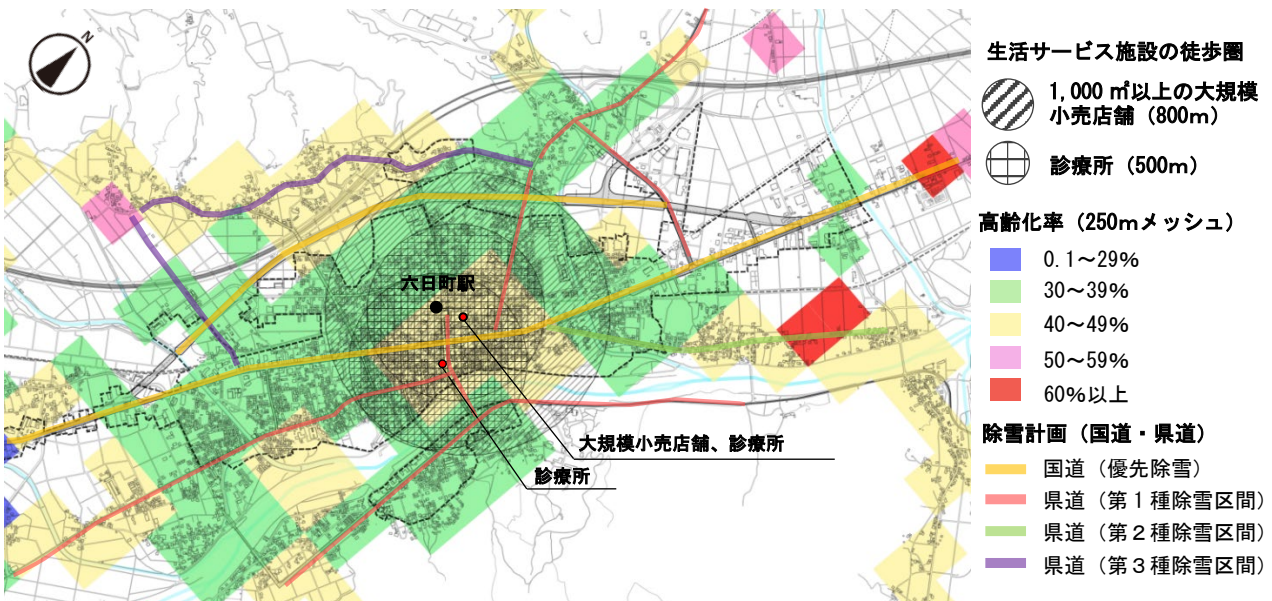 N
六日町駅
大規模小売店舗、診療所
診療所
生活サービス施設の徒歩圏
1,000 ㎡以上の大規模
小売店舗（800m）
診療所（500m）
高齢化率（250mメッシュ）
0.1～29%
30～39%
40～49%
50～59%
60%以上
除雪計画（国道・県道）
国道（優先除雪）
県道（第１種除雪区間）
県道（第２種除雪区間）
県道（第３種除雪区間）